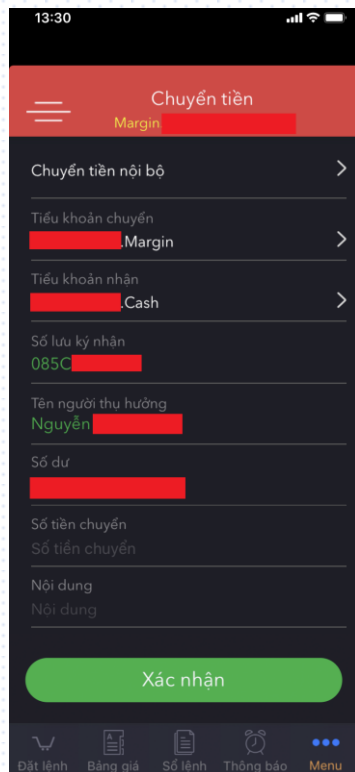 13:30
Chuyển tiền
Margin.
Chuyển tiền nội bộ
Tiểu khoản chuyển
.Margin
Tiểu khoản nhận
.Cash
Số lưu ký nhận
085C
Tên người thụ hưởng
Nguyễn
Số dư
Số tiền chuyển
Số tiền chuyển
Nội dung
Nội dung
Xác nhận
Đặt lệnh Bảng giá Sổ lệnh Thông báo Menu